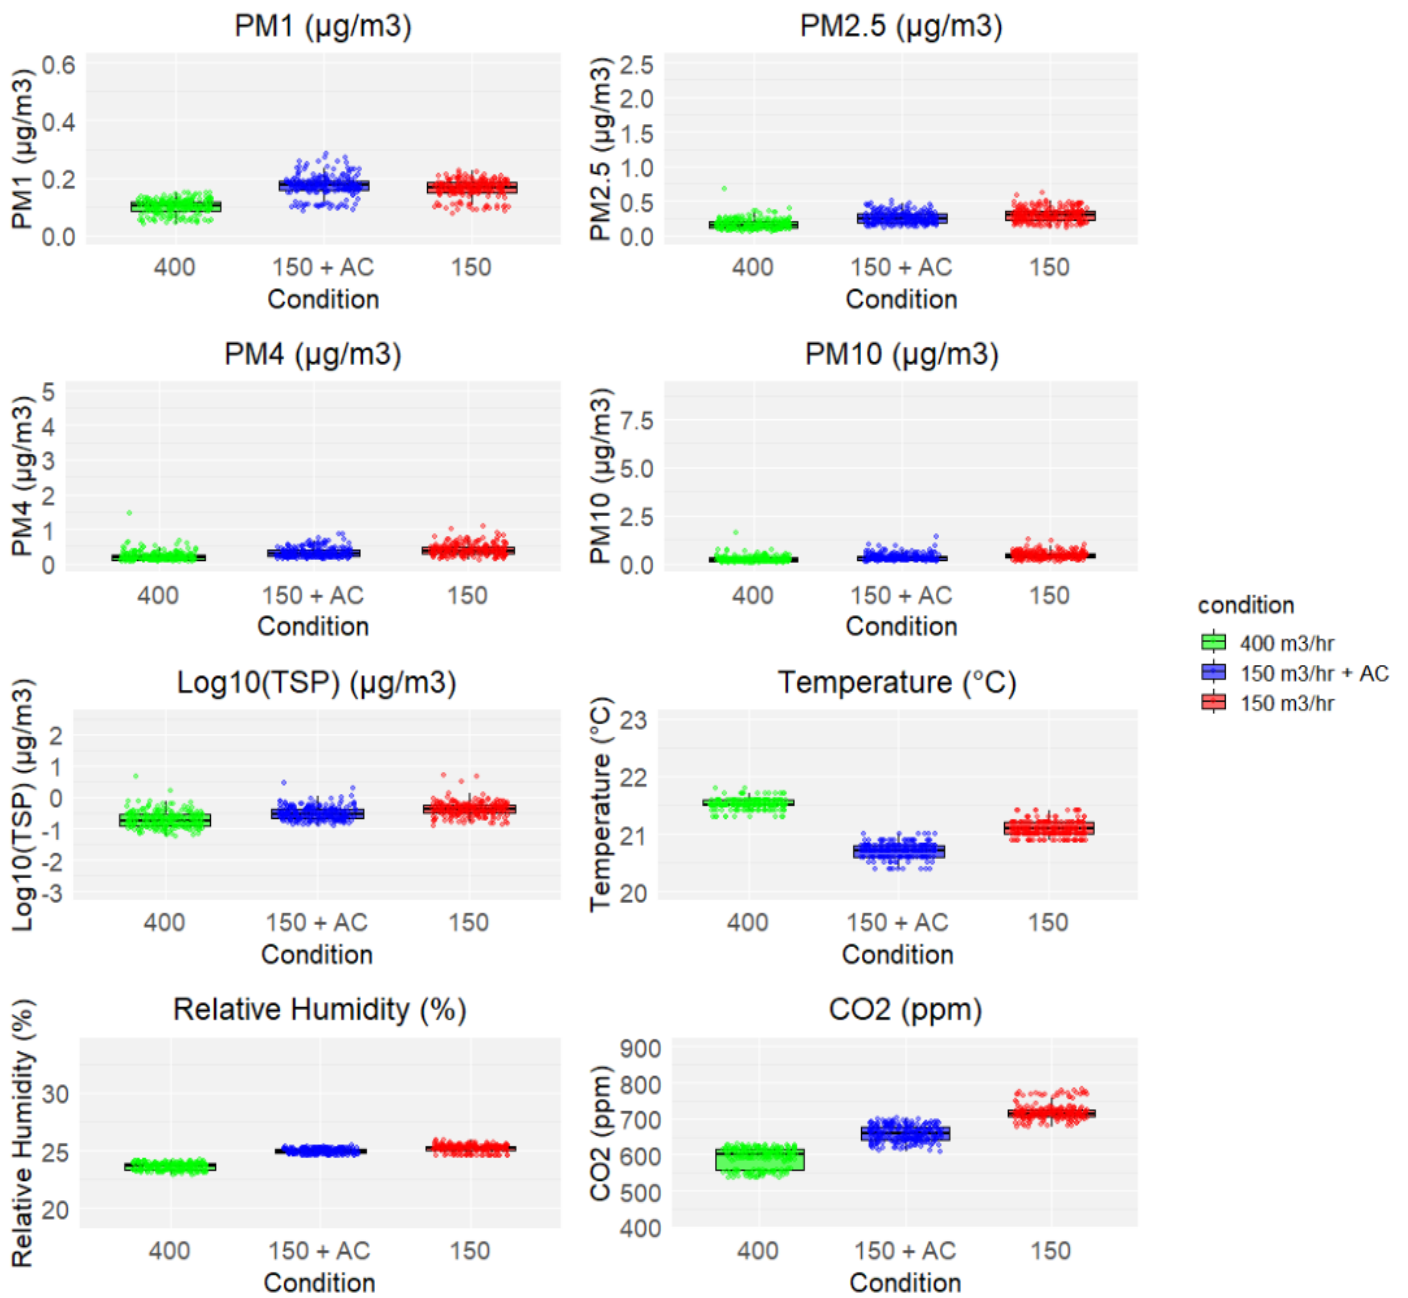 PM1 (µg/m3)
PM1 (µg/m3)
0.6
0.4
0.2
0.0
400
150 + AC
150
Condition
PM2.5 (µg/m3)
PM2.5 (µg/m3)
2.5
2.0
1.5
1.0
0.5
0.0
400
150 + AC
150
Condition
PM4 (µg/m3)
PM4 (µg/m3)
5
4
3
2
1
0
400
150 + AC
150
Condition
PM10 (µg/m3)
PM10 (µg/m3)
7.5
5.0
2.5
0.0
400
150 + AC
150
Condition
Log10(TSP) (µg/m3)
Log10(TSP) (µg/m3)
2
1
0
-1
-2
-3
400
150 + AC
150
Condition
Temperature (°C)
Temperature (°C)
23
22
21
20
400
150 + AC
150
Condition
Relative Humidity (%)
Relative Humidity (%)
30
25
20
400
150 + AC
150
Condition
CO2 (ppm)
CO2 (ppm)
900
800
700
600
500
400
400
150 + AC
150
Condition
condition
400 m3/hr
150 m3/hr + AC
150 m3/hr